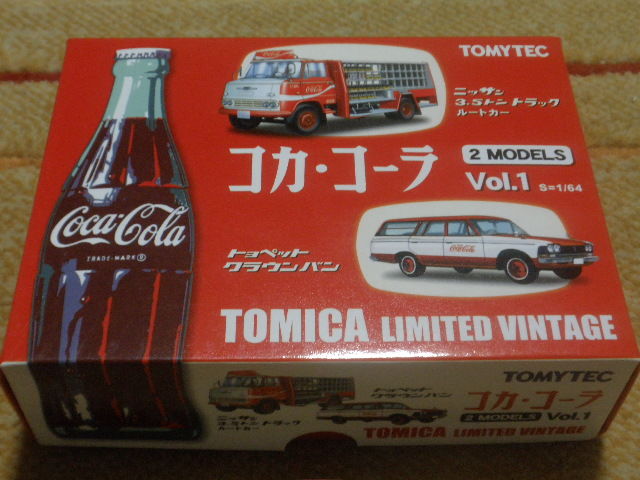 TOMYTEC
ニッサン
3.5トン トラック
ルートカー
コカ・コーラ
2 MODELS
Vol.1 S=1/64
Coca-Cola
TRADE-MARK®
トヨペット
クラウンバン
Coca-Cola
TOMICA LIMITED VINTAGE
TOMYTEC
トヨペット
クラウンバン
コカ・コーラ
ニッサン
3.5トン トラック
ルートカー
2 MODELS Vol.1
TOMICA LIMITED VINTAGE